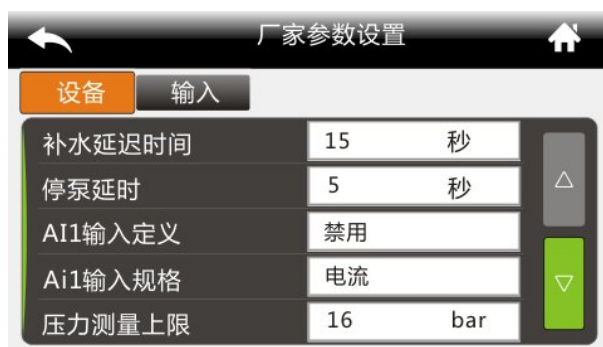 厂家参数设置
设备 输入
补水延迟时间 15 秒
停泵延时 5 秒
AI1输入定义 禁用
Ai1输入规格 电流
压力测量上限 16 bar